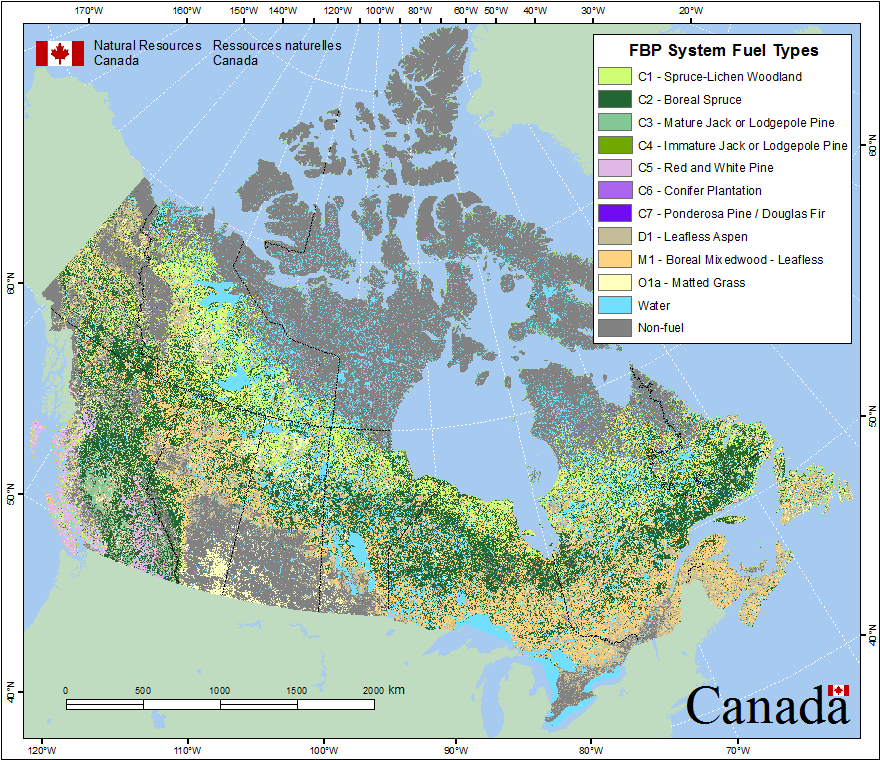 170°W 160°W 150°W 140°W 130°W 120°W 110°W 100°W 90°W 80°W 70°W 60°W 50°W 40°W 30°W 20°W
Natural Resources Ressources naturelles
Canada Canada
FBP System Fuel Types
C1 - Spruce-Lichen Woodland
C2 - Boreal Spruce
C3 - Mature Jack or Lodgepole Pine
C4 - Immature Jack or Lodgepole Pine
C5 - Red and White Pine
C6 - Conifer Plantation
C7 - Ponderosa Pine / Douglas Fir
D1 - Leafless Aspen
M1 - Boreal Mixedwood - Leafless
O1a - Matted Grass
Water
Non-fuel
60°N
60°N
50°N
50°N
40°N
40°N
0 500 1000 1500 2000 km
Canada
120°W 110°W 100°W 90°W 80°W 70°W